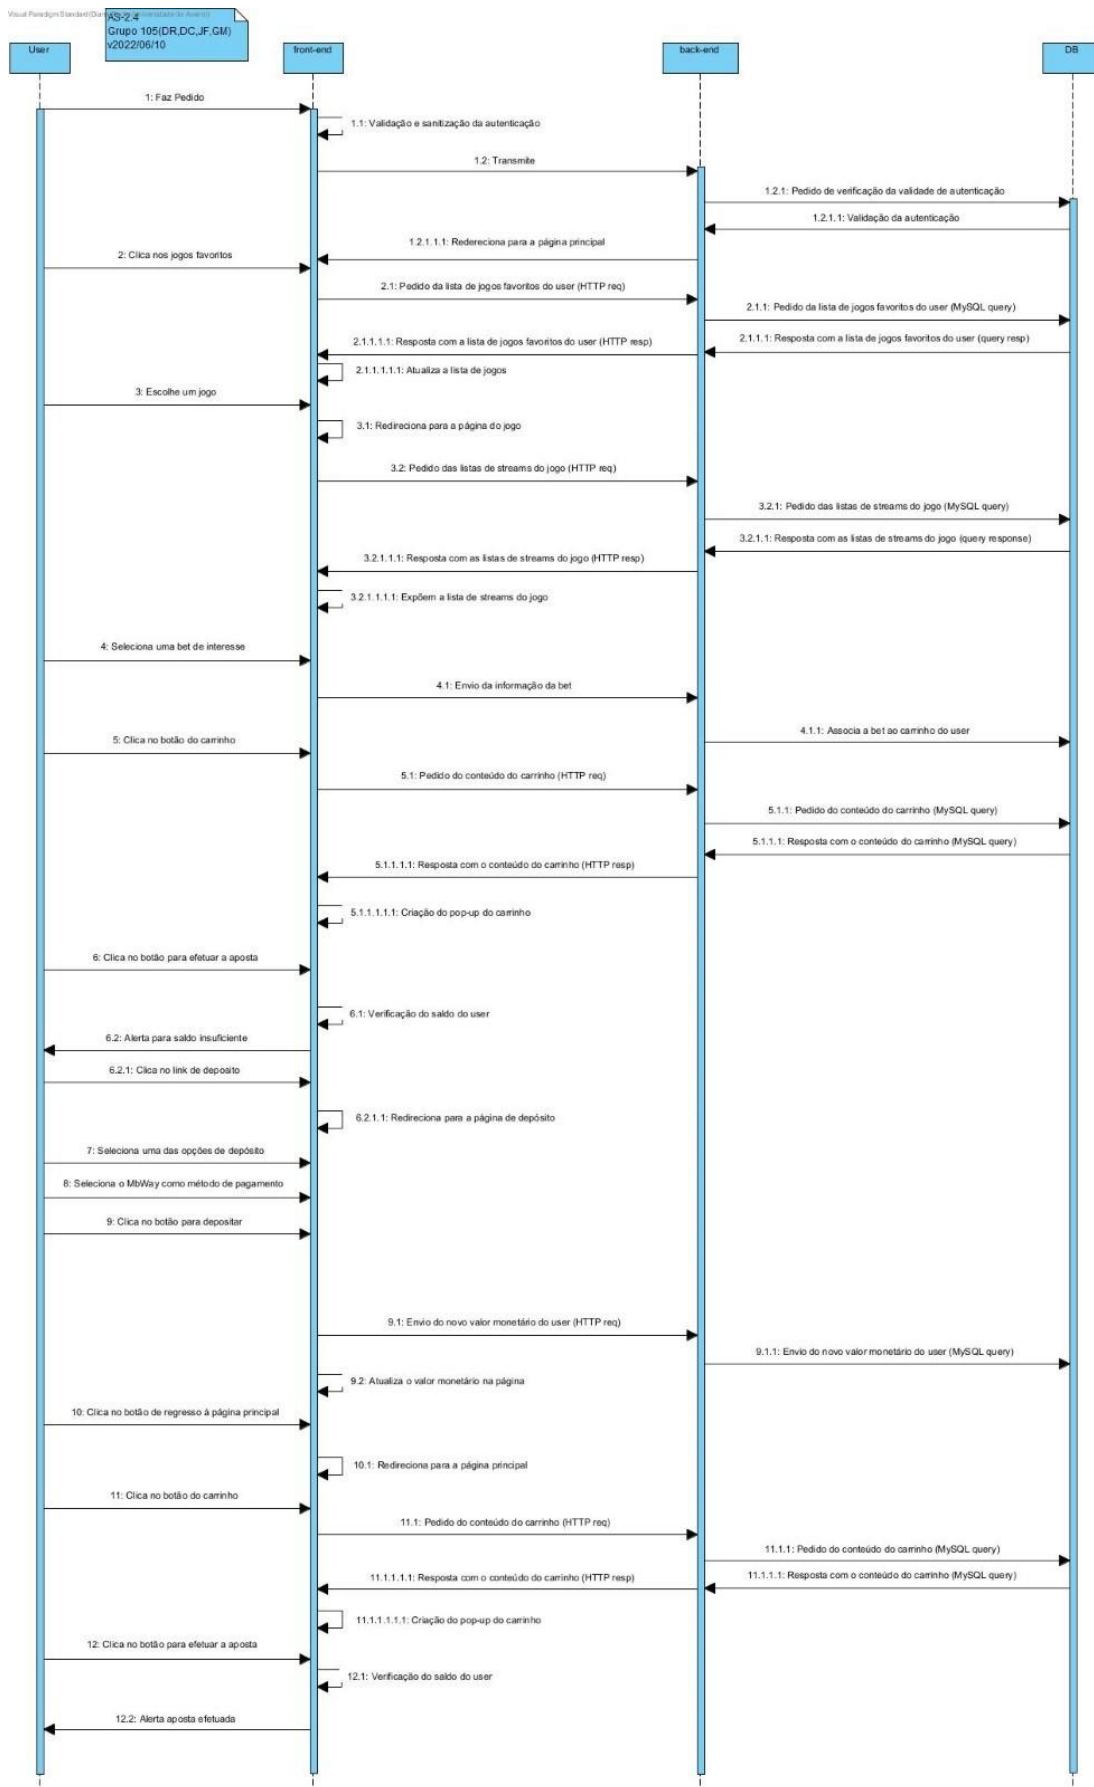 Visual Paradigm Standard
AS-2.4
Grupo 105(DR,DC,JF,GM)
v2022/06/10
User
front-end
back-end
DB
1: Faz Pedido
1.1: Validação e sanitização da autenticação
1.2: Transmite
1.2.1: Pedido de verificação da validade de autenticação
1.2.1.1: Validação da autenticação
1.2.1.1.1: Redereciona para a página principal
2: Clica nos jogos favoritos
2.1: Pedido da lista de jogos favoritos do user (HTTP req)
2.1.1: Pedido da lista de jogos favoritos do user (MySQL query)
2.1.1.1: Resposta com a lista de jogos favoritos do user (query resp)
2.1.1.1.1: Resposta com a lista de jogos favoritos do user (HTTP resp)
2.1.1.1.1.1: Atualiza a lista de jogos
3: Escolhe um jogo
3.1: Redireciona para a página do jogo
3.2: Pedido das listas de streams do jogo (HTTP req)
3.2.1: Pedido das listas de streams do jogo (MySQL query)
3.2.1.1: Resposta com as listas de streams do jogo (query response)
3.2.1.1.1: Resposta com as listas de streams do jogo (HTTP resp)
3.2.1.1.1.1: Expõem a lista de streams do jogo
4: Seleciona uma bet de interesse
4.1: Envio da informação da bet
4.1.1: Associa a bet ao carrinho do user
5: Clica no botão do carrinho
5.1: Pedido do conteúdo do carrinho (HTTP req)
5.1.1: Pedido do conteúdo do carrinho (MySQL query)
5.1.1.1: Resposta com o conteúdo do carrinho (MySQL query)
5.1.1.1.1: Resposta com o conteúdo do carrinho (HTTP resp)
5.1.1.1.1.1: Criação do pop-up do carrinho
6: Clica no botão para efetuar a aposta
6.1: Verificação do saldo do user
6.2: Alerta para saldo insuficiente
6.2.1: Clica no link de deposito
6.2.1.1: Redireciona para a página de depósito
7: Seleciona uma das opções de depósito
8: Seleciona o MbWay como método de pagamento
9: Clica no botão para depositar
9.1: Envio do novo valor monetário do user (HTTP req)
9.1.1: Envio do novo valor monetário do user (MySQL query)
9.2: Atualiza o valor monetário na página
10: Clica no botão de regresso à página principal
10.1: Redireciona para a página principal
11: Clica no botão do carrinho
11.1: Pedido do conteúdo do carrinho (HTTP req)
11.1.1: Pedido do conteúdo do carrinho (MySQL query)
11.1.1.1: Resposta com o conteúdo do carrinho (MySQL query)
11.1.1.1.1: Resposta com o conteúdo do carrinho (HTTP resp)
11.1.1.1.1.1: Criação do pop-up do carrinho
12: Clica no botão para efetuar a aposta
12.1: Verificação do saldo do user
12.2: Alerta aposta efetuada